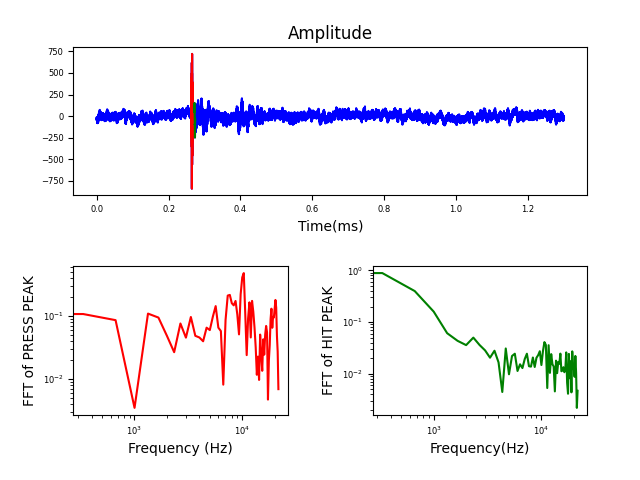 Amplitude
750
500
250
0
−250
−500
−750
0.0 0.2 0.4 0.6 0.8 1.0 1.2
Time(ms)
FFT of PRESS PEAK
10⁻¹
10⁻²
10³ 10⁴
Frequency (Hz)
FFT of HIT PEAK
10⁰
10⁻¹
10⁻²
10³ 10⁴
Frequency(Hz)